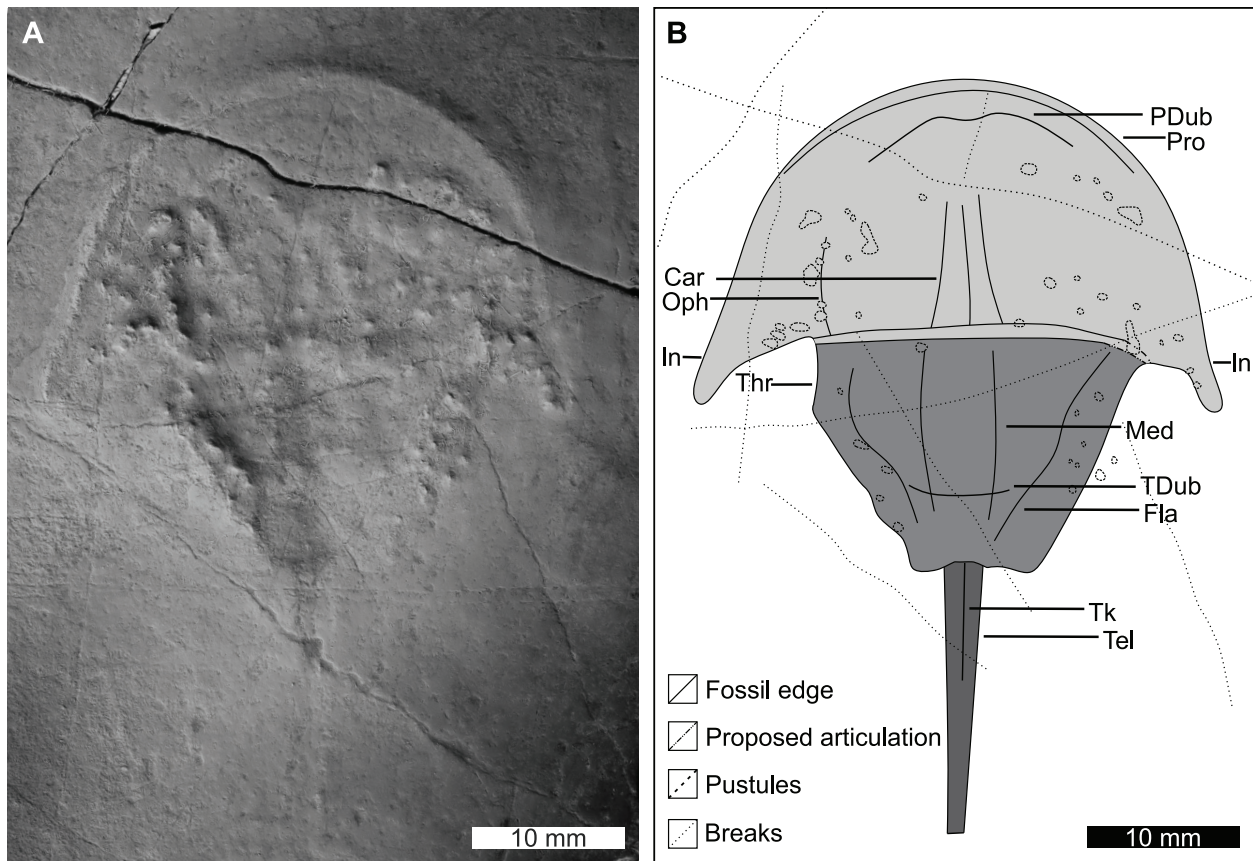 A
10 mm
B
PDub
Pro
Car
Oph
In
In
Thr
Med
TDub
Fla
Tk
Tel
Fossil edge
Proposed articulation
Pustules
Breaks
10 mm